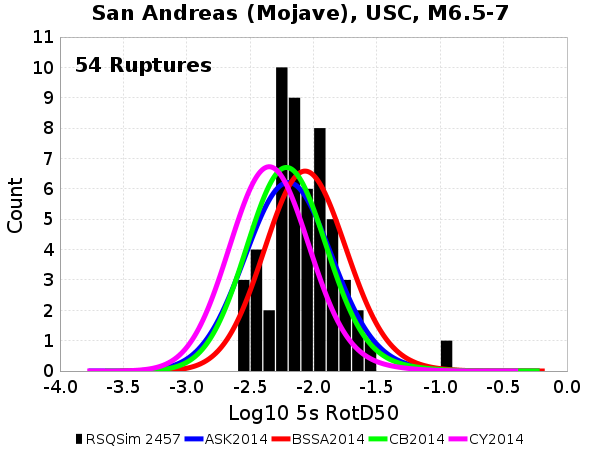 San Andreas (Mojave), USC, M6.5-7
54 Ruptures
Count
11
10
9
8
7
6
5
4
3
2
1
0
-4.0 -3.5 -3.0 -2.5 -2.0 -1.5 -1.0 -0.5 0.0
Log10 5s RotD50
RSQSim 2457 ASK2014 BSSA2014 CB2014 CY2014